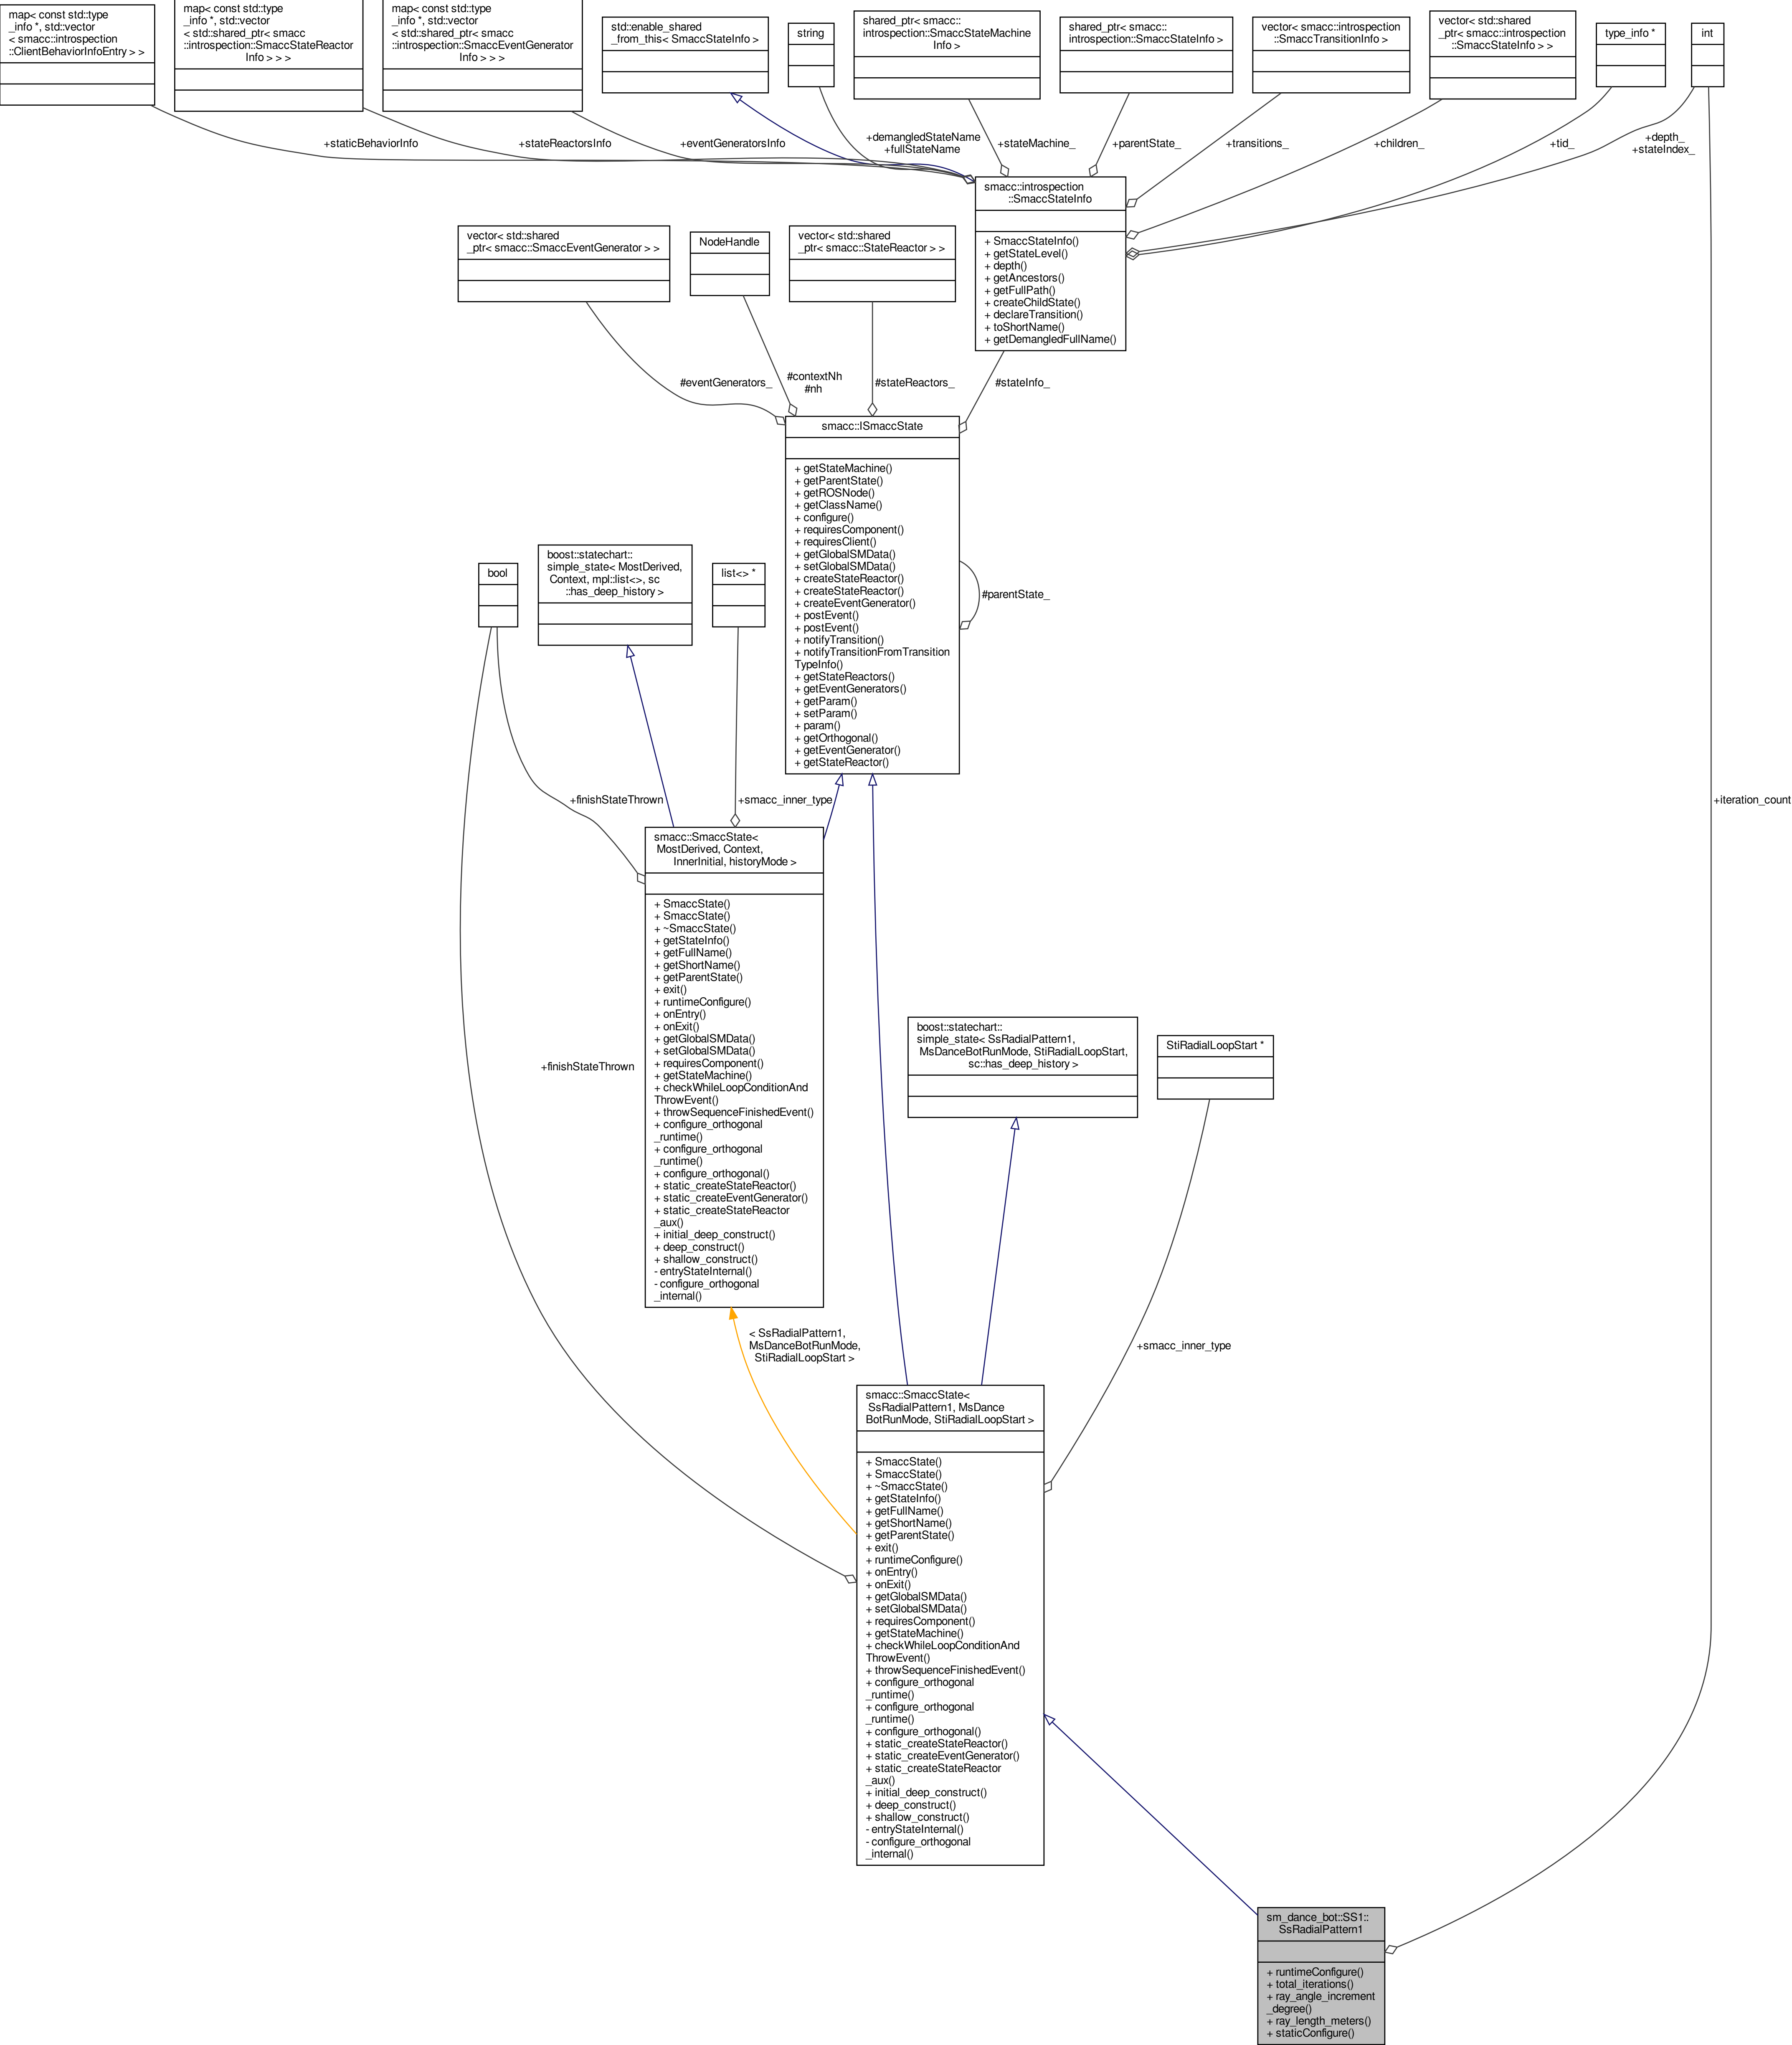 map< const std::type
_info *, std::vector
< smacc::introspection
::ClientBehaviorInfoEntry > >
map< const std::type
_info *, std::vector
< std::shared_ptr< smacc
::introspection::SmaccStateReactor
Info > > >
map< const std::type
_info *, std::vector
< std::shared_ptr< smacc
::introspection::SmaccEventGenerator
Info > > >
std::enable_shared
_from_this< SmaccStateInfo >
string
shared_ptr< smacc::
introspection::SmaccStateMachine
Info >
shared_ptr< smacc::
introspection::SmaccStateInfo >
vector< smacc::introspection
::SmaccTransitionInfo >
vector< std::shared
_ptr< smacc::introspection
::SmaccStateInfo > >
type_info *
int
+staticBehaviorInfo
+stateReactorsInfo
+eventGeneratorsInfo
+demangledStateName
+fullStateName
+stateMachine_
+parentState_
+transitions_
+children_
+tid_
+depth_
+stateIndex_
smacc::introspection
::SmaccStateInfo
+ SmaccStateInfo()
+ getStateLevel()
+ depth()
+ getAncestors()
+ getFullPath()
+ createChildState()
+ declareTransition()
+ toShortName()
+ getDemangledFullName()
vector< std::shared
_ptr< smacc::SmaccEventGenerator > >
NodeHandle
vector< std::shared
_ptr< smacc::StateReactor > >
#eventGenerators_
#contextNh
#nh
#stateReactors_
#stateInfo_
smacc::ISmaccState
+ getStateMachine()
+ getParentState()
+ getROSNode()
+ getClassName()
+ configure()
+ requiresComponent()
+ requiresClient()
+ getGlobalSMData()
+ setGlobalSMData()
+ createStateReactor()
+ createStateReactor()
+ createEventGenerator()
+ postEvent()
+ postEvent()
+ notifyTransition()
+ notifyTransitionFromTransition
TypeInfo()
+ getStateReactors()
+ getEventGenerators()
+ getParam()
+ setParam()
+ param()
+ getOrthogonal()
+ getEventGenerator()
+ getStateReactor()
#parentState_
bool
boost::statechart::
simple_state< MostDerived,
Context, mpl::list<>, sc
::has_deep_history >
list<> *
+finishStateThrown
+smacc_inner_type
+iteration_count
smacc::SmaccState<
MostDerived, Context,
InnerInitial, historyMode >
+ SmaccState()
+ SmaccState()
+ ~SmaccState()
+ getStateInfo()
+ getFullName()
+ getShortName()
+ getParentState()
+ exit()
+ runtimeConfigure()
+ onEntry()
+ onExit()
+ getGlobalSMData()
+ setGlobalSMData()
+ requiresComponent()
+ getStateMachine()
+ checkWhileLoopConditionAnd
ThrowEvent()
+ throwSequenceFinishedEvent()
+ configure_orthogonal
_runtime()
+ configure_orthogonal
_runtime()
+ configure_orthogonal()
+ static_createStateReactor()
+ static_createEventGenerator()
+ static_createStateReactor
_aux()
+ initial_deep_construct()
+ deep_construct()
+ shallow_construct()
- entryStateInternal()
- configure_orthogonal
_internal()
+finishStateThrown
boost::statechart::
simple_state< SsRadialPattern1,
MsDanceBotRunMode, StiRadialLoopStart,
sc::has_deep_history >
StiRadialLoopStart *
< SsRadialPattern1,
MsDanceBotRunMode,
StiRadialLoopStart >
+smacc_inner_type
smacc::SmaccState<
SsRadialPattern1, MsDance
BotRunMode, StiRadialLoopStart >
+ SmaccState()
+ SmaccState()
+ ~SmaccState()
+ getStateInfo()
+ getFullName()
+ getShortName()
+ getParentState()
+ exit()
+ runtimeConfigure()
+ onEntry()
+ onExit()
+ getGlobalSMData()
+ setGlobalSMData()
+ requiresComponent()
+ getStateMachine()
+ checkWhileLoopConditionAnd
ThrowEvent()
+ throwSequenceFinishedEvent()
+ configure_orthogonal
_runtime()
+ configure_orthogonal
_runtime()
+ configure_orthogonal()
+ static_createStateReactor()
+ static_createEventGenerator()
+ static_createStateReactor
_aux()
+ initial_deep_construct()
+ deep_construct()
+ shallow_construct()
- entryStateInternal()
- configure_orthogonal
_internal()
sm_dance_bot::SS1::
SsRadialPattern1
+ runtimeConfigure()
+ total_iterations()
+ ray_angle_increment
_degree()
+ ray_length_meters()
+ staticConfigure()